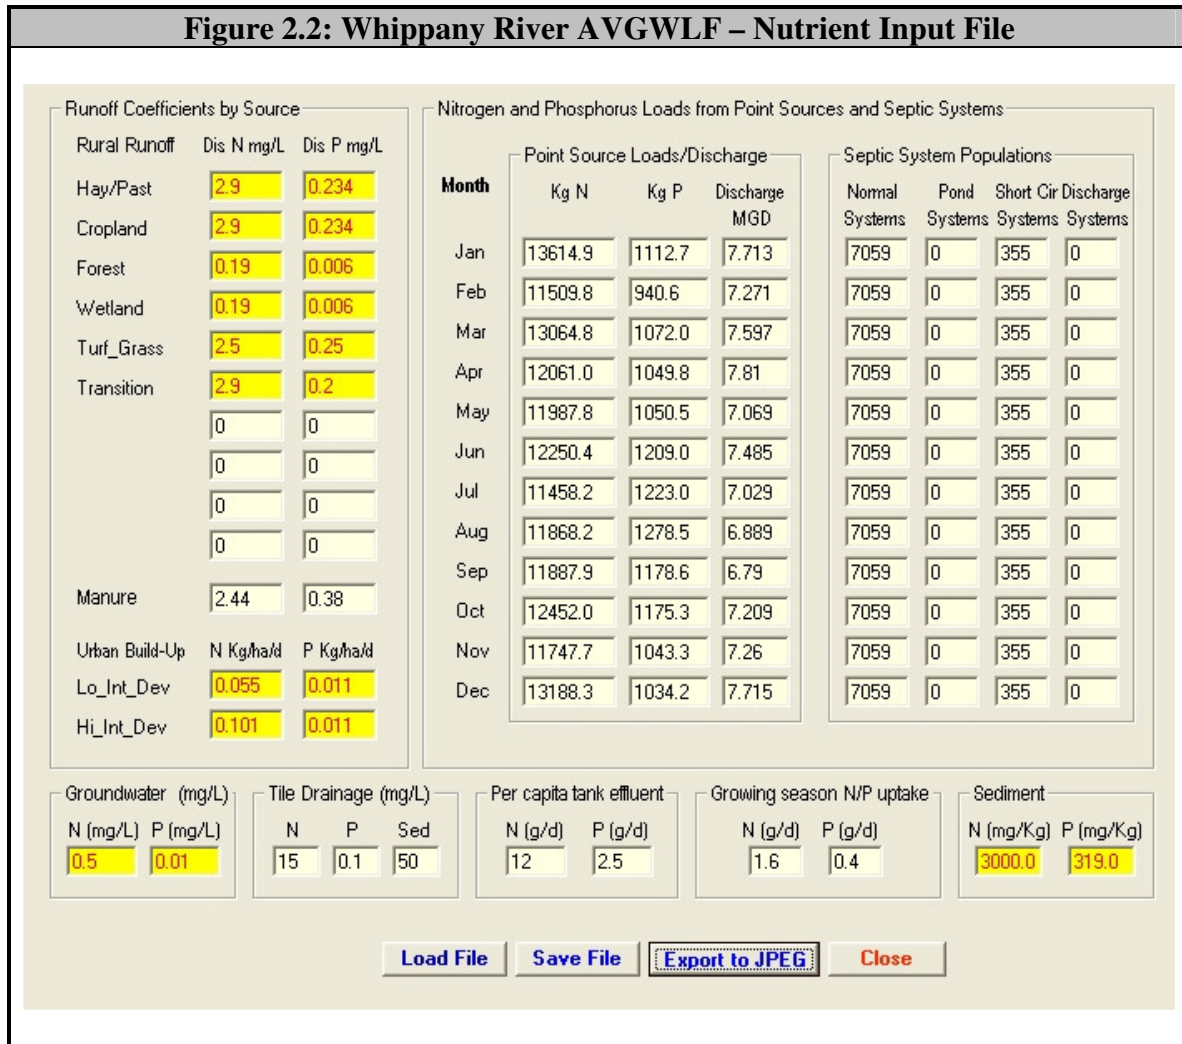 Figure 2.2: Whippany River AVGWLF – Nutrient Input File
Runoff Coefficients by Source
Rural Runoff Dis N mg/L Dis P mg/L
Hay/Past 2.9 0.234
Cropland 2.9 0.234
Forest 0.19 0.006
Wetland 0.19 0.006
Turf_Grass 2.5 0.25
Transition 2.9 0.2
0 0
0 0
0 0
0 0
Manure 2.44 0.38
Urban Build-Up N Kg/ha/d P Kg/ha/d
Lo_Int_Dev 0.055 0.011
Hi_Int_Dev 0.101 0.011
Nitrogen and Phosphorus Loads from Point Sources and Septic Systems
Point Source Loads/Discharge Septic System Populations
Month Kg N Kg P Discharge Normal Pond Short Cir Discharge
MGD Systems Systems Systems Systems
Jan 13614.9 1112.7 7.713 7059 0 355 0
Feb 11509.8 940.6 7.271 7059 0 355 0
Mar 13064.8 1072.0 7.597 7059 0 355 0
Apr 12061.0 1049.8 7.81 7059 0 355 0
May 11987.8 1050.5 7.069 7059 0 355 0
Jun 12250.4 1209.0 7.485 7059 0 355 0
Jul 11458.2 1223.0 7.029 7059 0 355 0
Aug 11868.2 1278.5 6.889 7059 0 355 0
Sep 11887.9 1178.6 6.79 7059 0 355 0
Oct 12452.0 1175.3 7.209 7059 0 355 0
Nov 11747.7 1043.3 7.26 7059 0 355 0
Dec 13188.3 1034.2 7.715 7059 0 355 0
Groundwater (mg/L) Tile Drainage (mg/L) Per capita tank effluent Growing season N/P uptake Sediment
N (mg/L) P (mg/L) N P Sed N (g/d) P (g/d) N (g/d) P (g/d) N (mg/Kg) P (mg/Kg)
0.5 0.01 15 0.1 50 12 2.5 1.6 0.4 3000.0 319.0
Load File Save File Export to JPEG Close